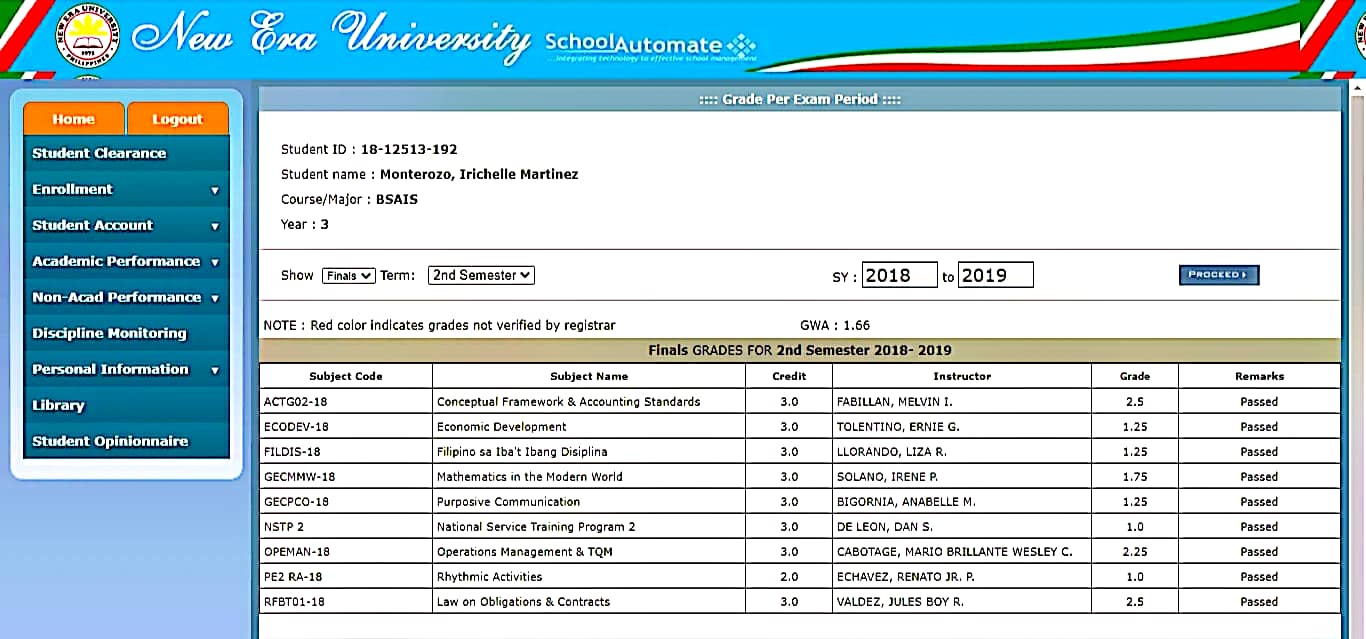 New Era University SchoolAutomate
...integrating technology to effective school management
NEW ERA UNIVERSITY
1975
PHILIPPINES
Home Logout
Student Clearance
Enrollment
Student Account
Academic Performance
Non-Acad Performance
Discipline Monitoring
Personal Information
Library
Student Opinionnaire
:::: Grade Per Exam Period ::::
Student ID : 18-12513-192
Student name : Monterozo, Irichelle Martinez
Course/Major : BSAIS
Year : 3
Show Finals Term: 2nd Semester SY : 2018 to 2019 PROCEED
NOTE : Red color indicates grades not verified by registrar GWA : 1.66
Finals GRADES FOR 2nd Semester 2018- 2019
Subject Code Subject Name Credit Instructor Grade Remarks
ACTG02-18 Conceptual Framework & Accounting Standards 3.0 FABILLAN, MELVIN I. 2.5 Passed
ECODEV-18 Economic Development 3.0 TOLENTINO, ERNIE G. 1.25 Passed
FILDIS-18 Filipino sa Iba't Ibang Disiplina 3.0 LLORANDO, LIZA R. 1.25 Passed
GECMMW-18 Mathematics in the Modern World 3.0 SOLANO, IRENE P. 1.75 Passed
GECPCO-18 Purposive Communication 3.0 BIGORNIA, ANABELLE M. 1.25 Passed
NSTP 2 National Service Training Program 2 3.0 DE LEON, DAN S. 1.0 Passed
OPEMAN-18 Operations Management & TQM 3.0 CABOTAGE, MARIO BRILLANTE WESLEY C. 2.25 Passed
PE2 RA-18 Rhythmic Activities 2.0 ECHAVEZ, RENATO JR. P. 1.0 Passed
RFBT01-18 Law on Obligations & Contracts 3.0 VALDEZ, JULES BOY R. 2.5 Passed